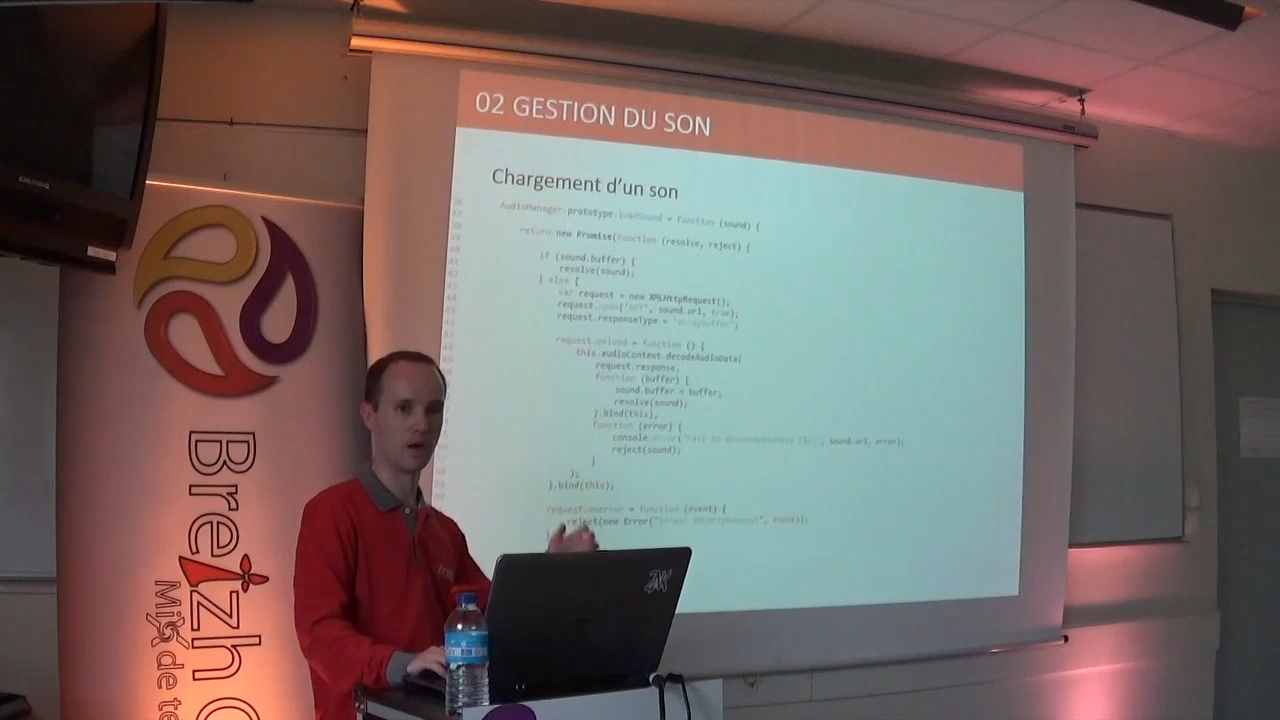 02 GESTION DU SON
Chargement d'un son
AudioManager.prototype.loadSound = function (sound) {
return new Promise(function (resolve, reject) {
if (sound.buffer) {
resolve(sound);
} else {
var request = new XMLHttpRequest();
request.open("GET", sound.url, true);
request.responseType = 'arraybuffer';
request.onload = function () {
this.audioContext.decodeAudioData(
request.response,
function (buffer) {
sound.buffer = buffer;
resolve(sound);
}.bind(this),
function (error) {
console.error( sound.url, error);
reject(sound);
}
);
}.bind(this);
request.onerror = function (event) {
reject(new Error( event));
Breizh C
Mix de te